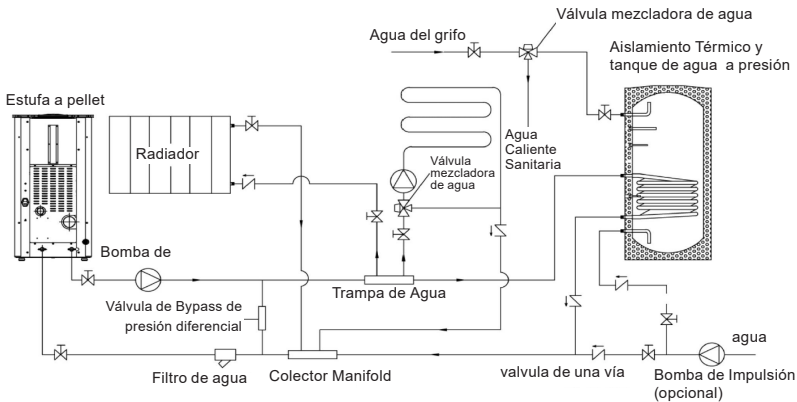 Válvula mezcladora de agua
Agua del grifo
Aislamiento Térmico y
tanque de agua a presión
Estufa a pellet
Radiador
Agua
Caliente
Sanitaria
Válvula
mezcladora
de agua
Bomba de
Trampa de Agua
Válvula de Bypass de
presión diferencial
agua
Filtro de agua
Colector Manifold
valvula de una vía
Bomba de Impulsión
(opcional)